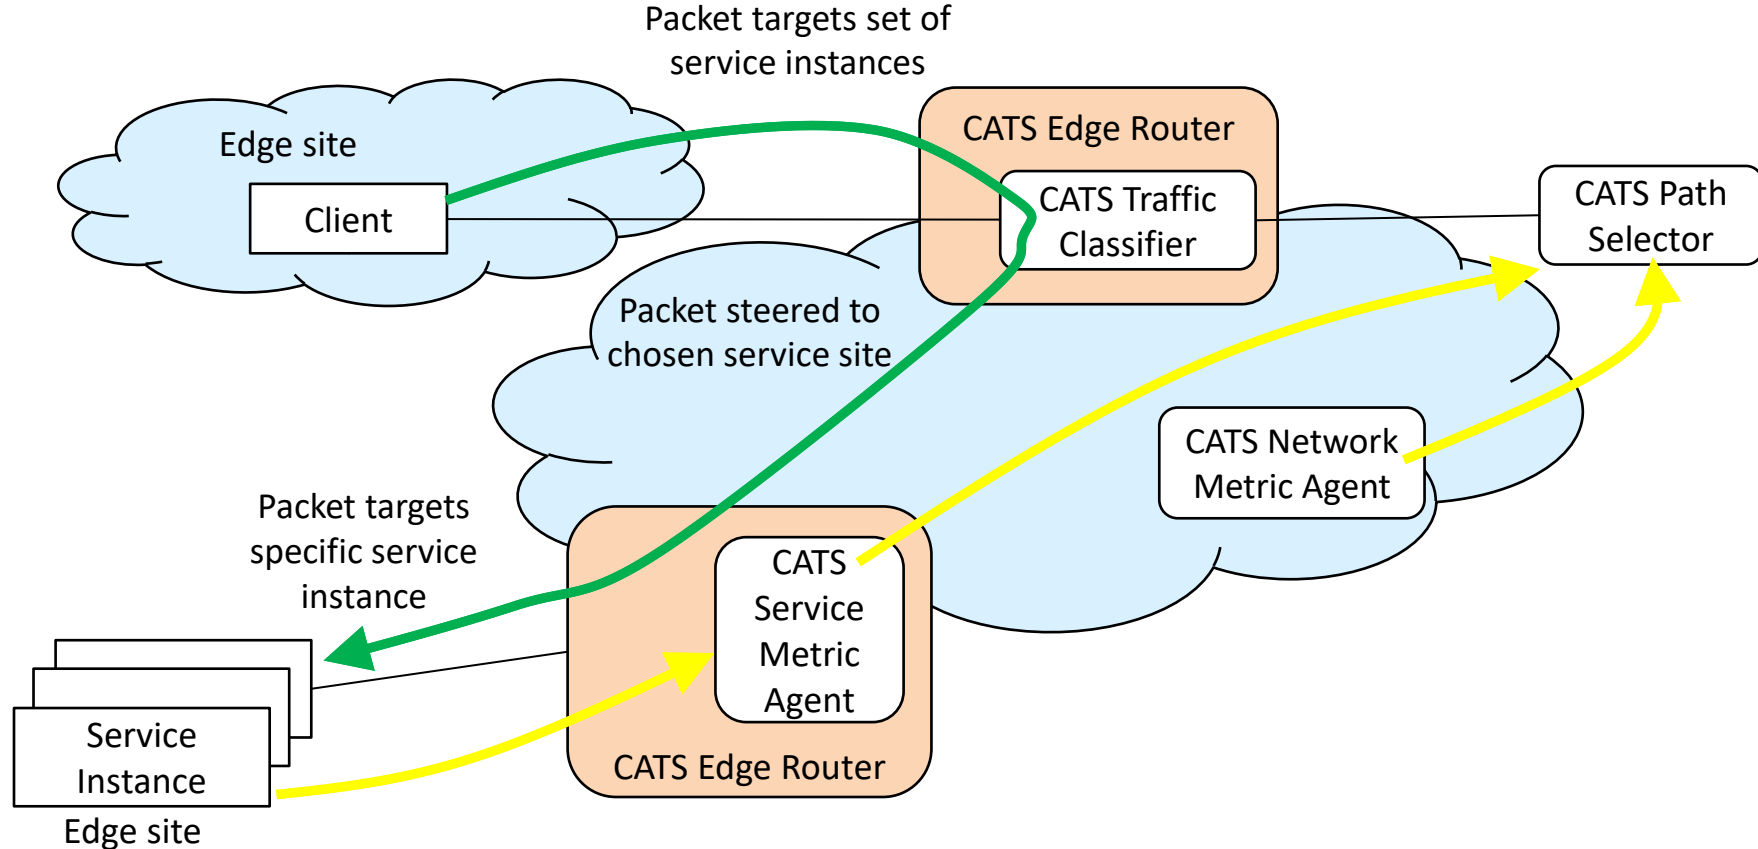 Packet targets set of
service instances
Edge site
Client
CATS Edge Router
CATS Traffic
Classifier
CATS Path
Selector
Packet steered to
chosen service site
CATS Network
Metric Agent
Packet targets
specific service
instance
CATS
Service
Metric
Agent
CATS Edge Router
Service
Instance
Edge site